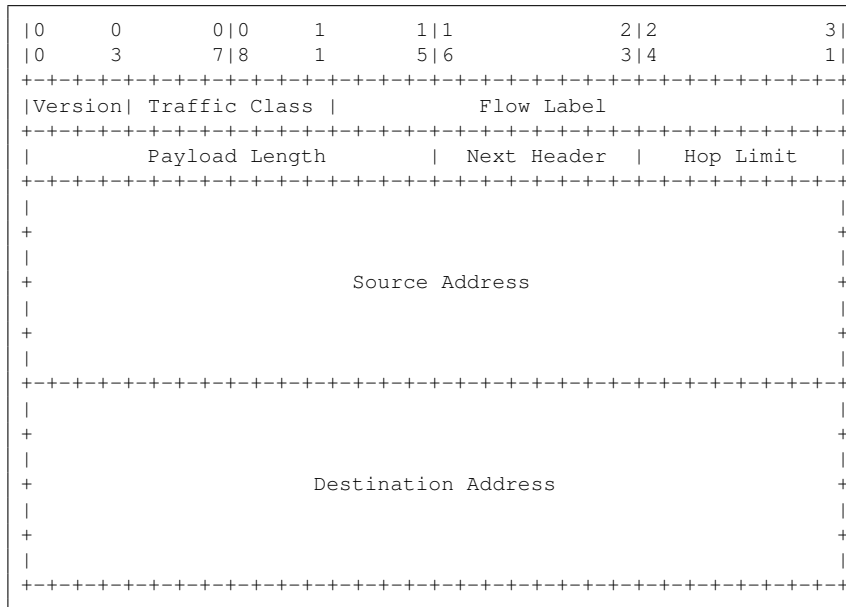 |0      0       0|0     1       1|1             2|2             3|
|0      3       7|8     1       5|6             3|4             1|
+-+-+-+-+-+-+-+-+-+-+-+-+-+-+-+-+-+-+-+-+-+-+-+-+-+-+-+-+-+-+-+-+
|Version| Traffic Class |           Flow Label                  |
+-+-+-+-+-+-+-+-+-+-+-+-+-+-+-+-+-+-+-+-+-+-+-+-+-+-+-+-+-+-+-+-+
|         Payload Length        |  Next Header  |   Hop Limit   |
+-+-+-+-+-+-+-+-+-+-+-+-+-+-+-+-+-+-+-+-+-+-+-+-+-+-+-+-+-+-+-+-+
|                                                               |
+                                                               +
|                                                               |
+                         Source Address                        +
|                                                               |
+                                                               +
|                                                               |
+-+-+-+-+-+-+-+-+-+-+-+-+-+-+-+-+-+-+-+-+-+-+-+-+-+-+-+-+-+-+-+-+
|                                                               |
+                                                               +
|                                                               |
+                      Destination Address                      +
|                                                               |
+                                                               +
|                                                               |
+-+-+-+-+-+-+-+-+-+-+-+-+-+-+-+-+-+-+-+-+-+-+-+-+-+-+-+-+-+-+-+-+